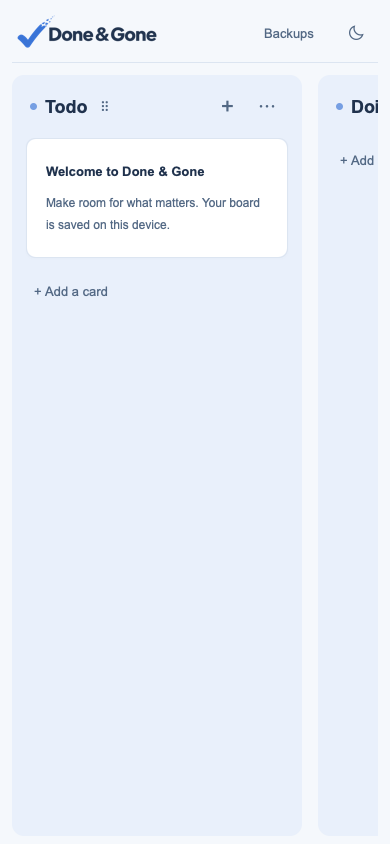 Done & Gone
Backups
Todo
+
...
Doi
Welcome to Done & Gone
Make room for what matters. Your board
is saved on this device.
+ Add a card
+ Add